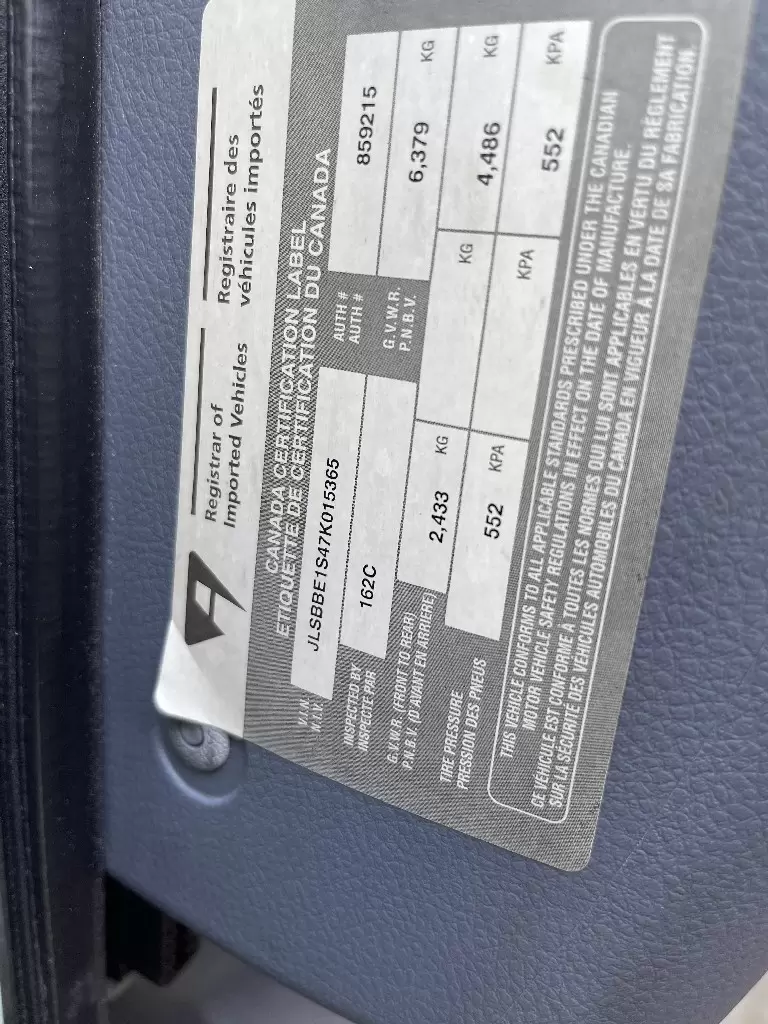 Registrar of
Imported Vehicles
Registraire des
véhicules importés
CANADA CERTIFICATION LABEL
ETIQUETTE DE CERTIFICATION DU CANADA
V.I.N.
N.I.V.
JLSBBE1S47K015365
AUTH #
AUTH #
859215
INSPECTED BY
INSPECTÉ PAR
162C
G.V.W.R.
P.N.B.V.
6,379 KG
G.V.W.R. (FRONT TO REAR)
P.N.B.V. (D'AVANT EN ARRIÈRE)
2,433 KG
KG
4,486 KG
TIRE PRESSURE
PRESSION DES PNEUS
552 KPA
KPA
552 KPA
THIS VEHICLE CONFORMS TO ALL APPLICABLE STANDARDS PRESCRIBED UNDER THE CANADIAN
MOTOR VEHICLE SAFETY REGULATIONS IN EFFECT ON THE DATE OF MANUFACTURE.
CE VÉHICULE EST CONFORME À TOUTES LES NORMES QUI LUI SONT APPLICABLES EN VERTU DU RÈGLEMENT
SUR LA SÉCURITÉ DES VÉHICULES AUTOMOBILES DU CANADA EN VIGUEUR À LA DATE DE SA FABRICATION.